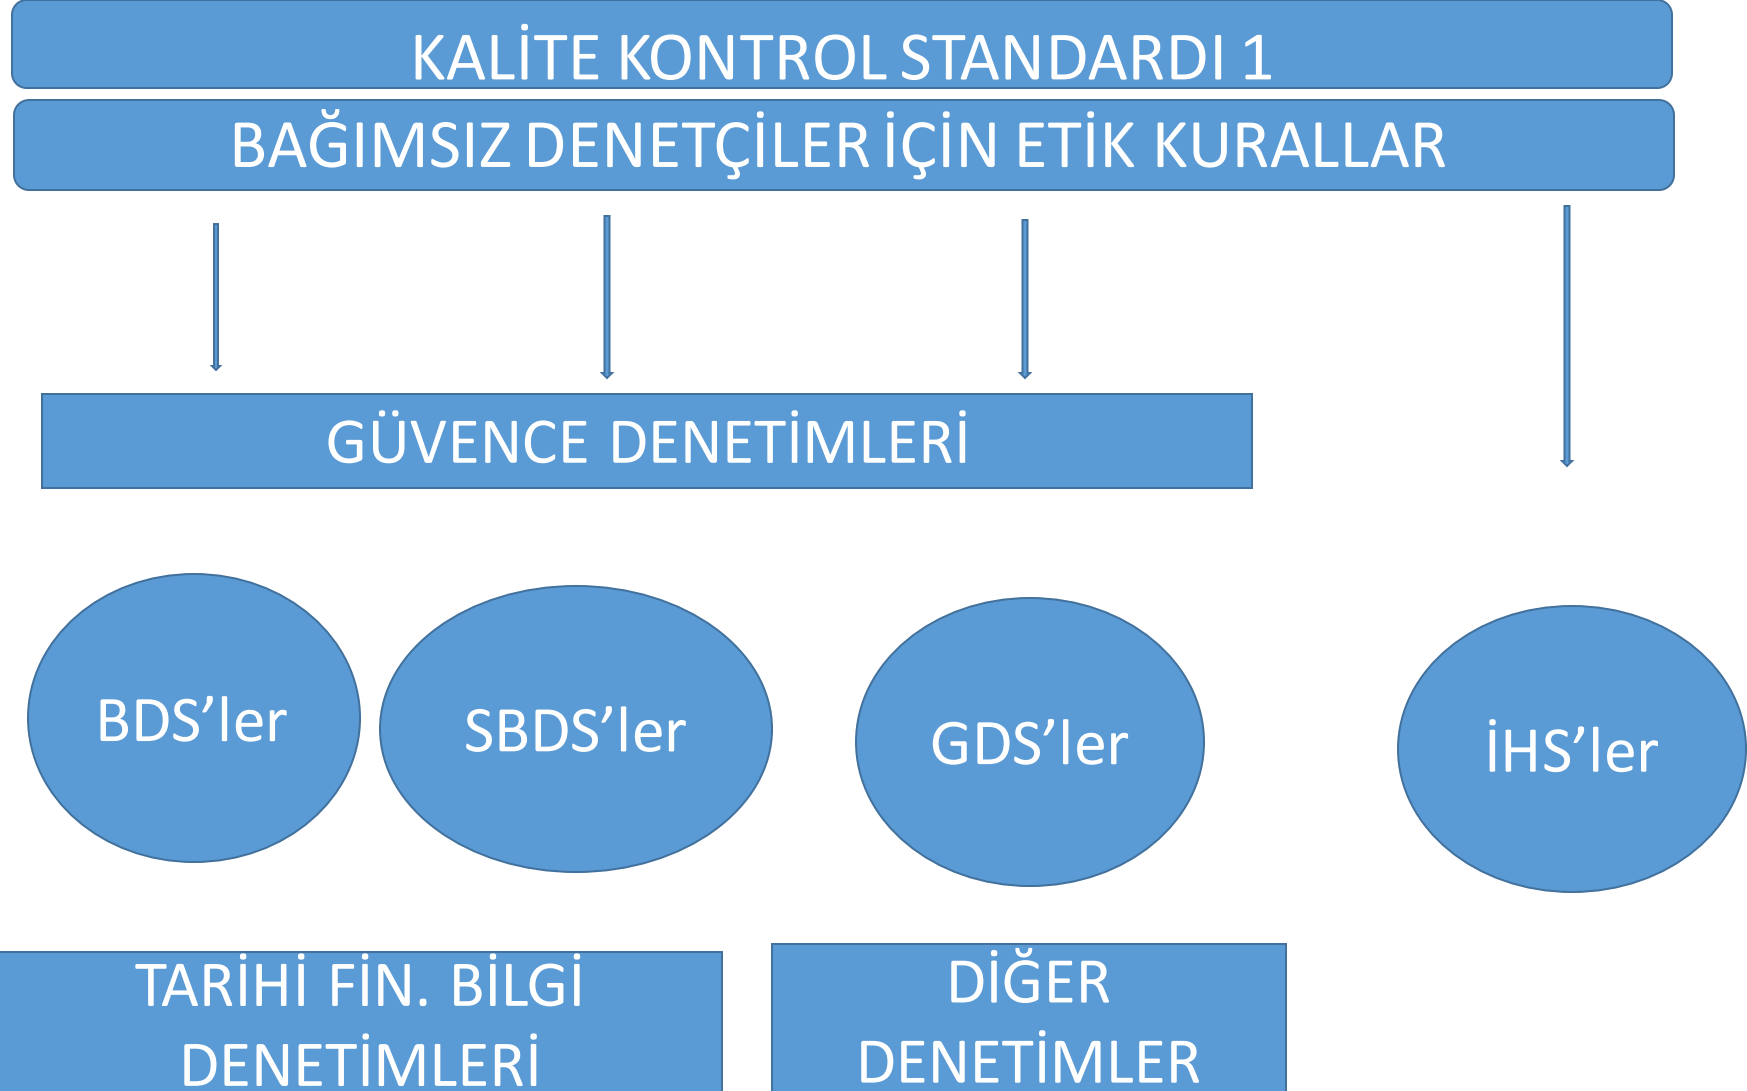 KALİTE KONTROL STANDARDI 1
BAĞIMSIZ DENETÇİLER İÇİN ETİK KURALLAR
GÜVENCE DENETİMLERİ
BDS’ler
SBDS’ler
GDS’ler
İHS’ler
TARİHİ FİN. BİLGİ
DENETİMLERİ
DİĞER
DENETİMLER